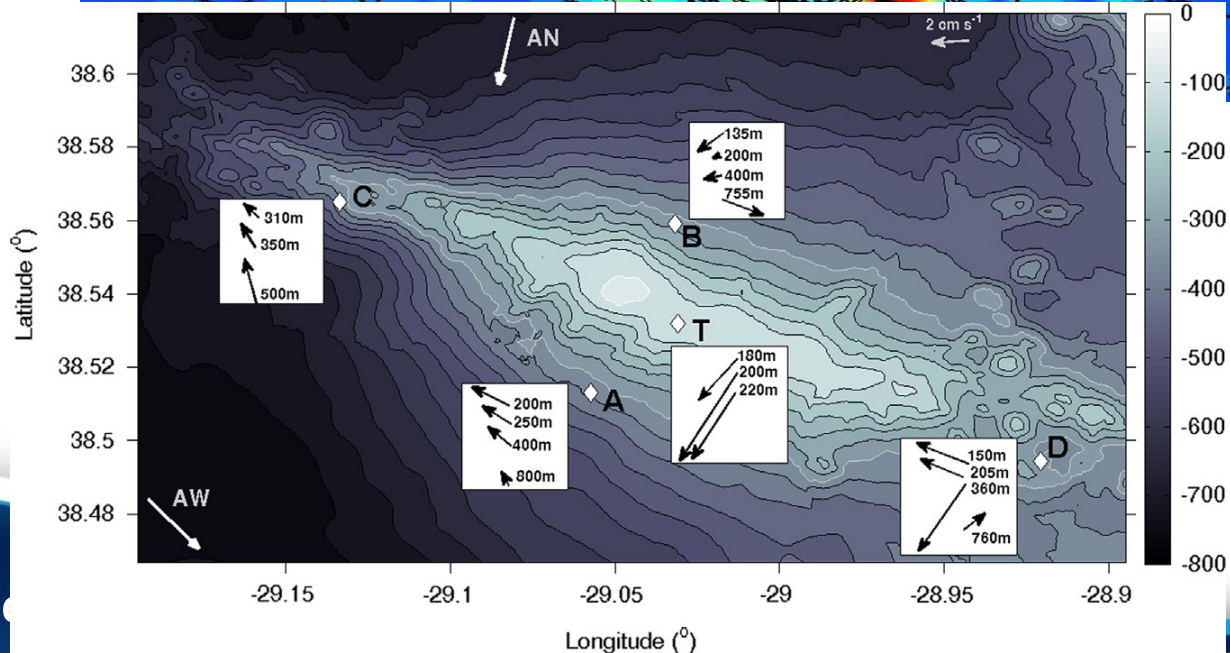 AN
2 cm s⁻¹
0
38.6
-100
38.58
135m
200m
-200
C
400m
755m
38.56
310m
B
-300
350m
Latitude (⁰)
38.54
500m
T
-400
180m
38.52
200m
220m
-500
200m
A
250m
38.5
400m
D
-600
150m
205m
800m
360m
AW
-700
38.48
760m
-800
-29.15
-29.1
-29.05
-29
-28.95
-28.9
Longitude (⁰)